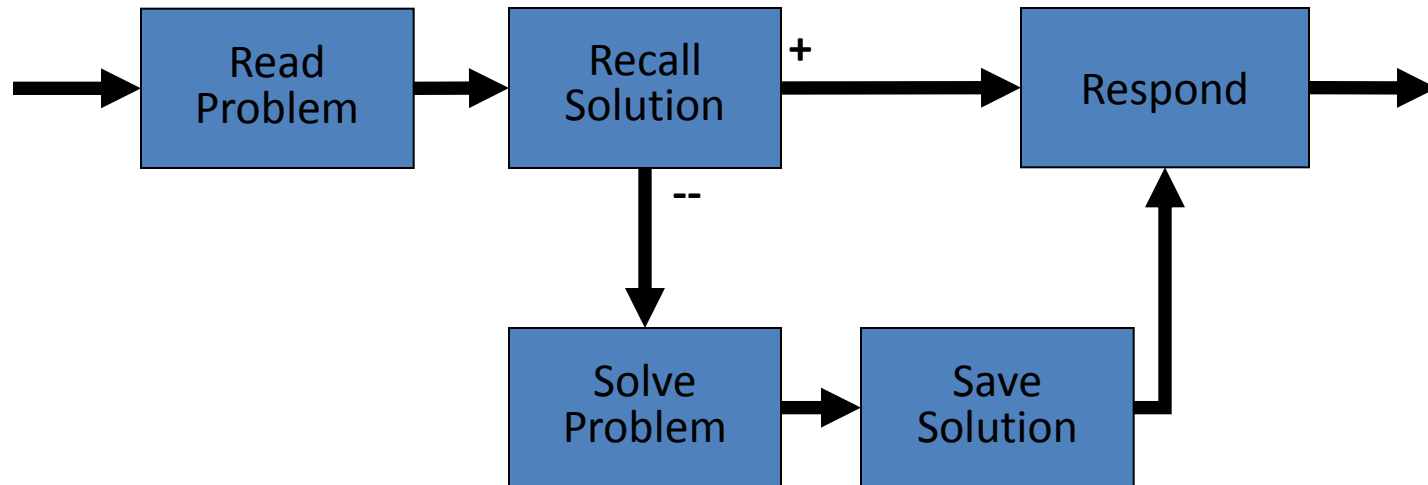 Read
Problem
Recall
Solution
+
Respond
--
Solve
Problem
Save
Solution